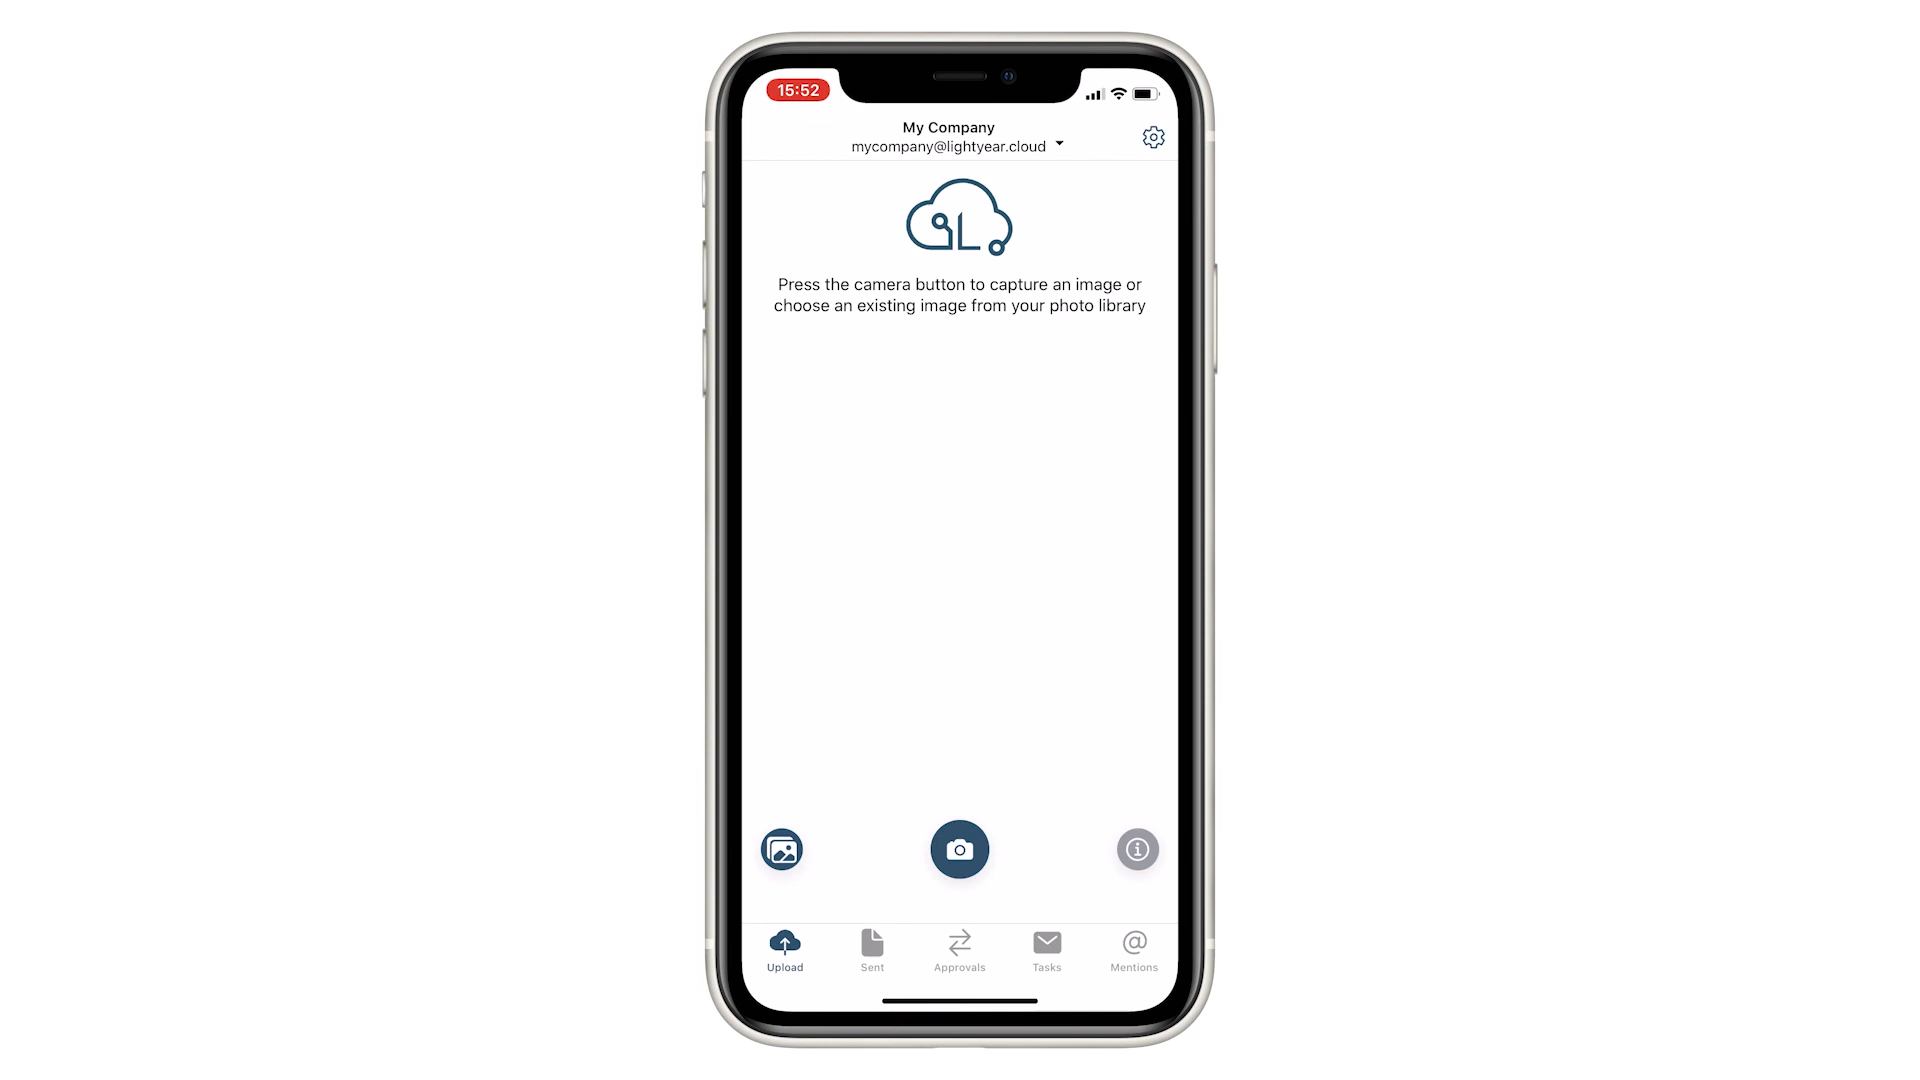 15:52
My Company
mycompany@lightyear.cloud
Press the camera button to capture an image or
choose an existing image from your photo library
Upload
Sent
Approvals
Tasks
Mentions